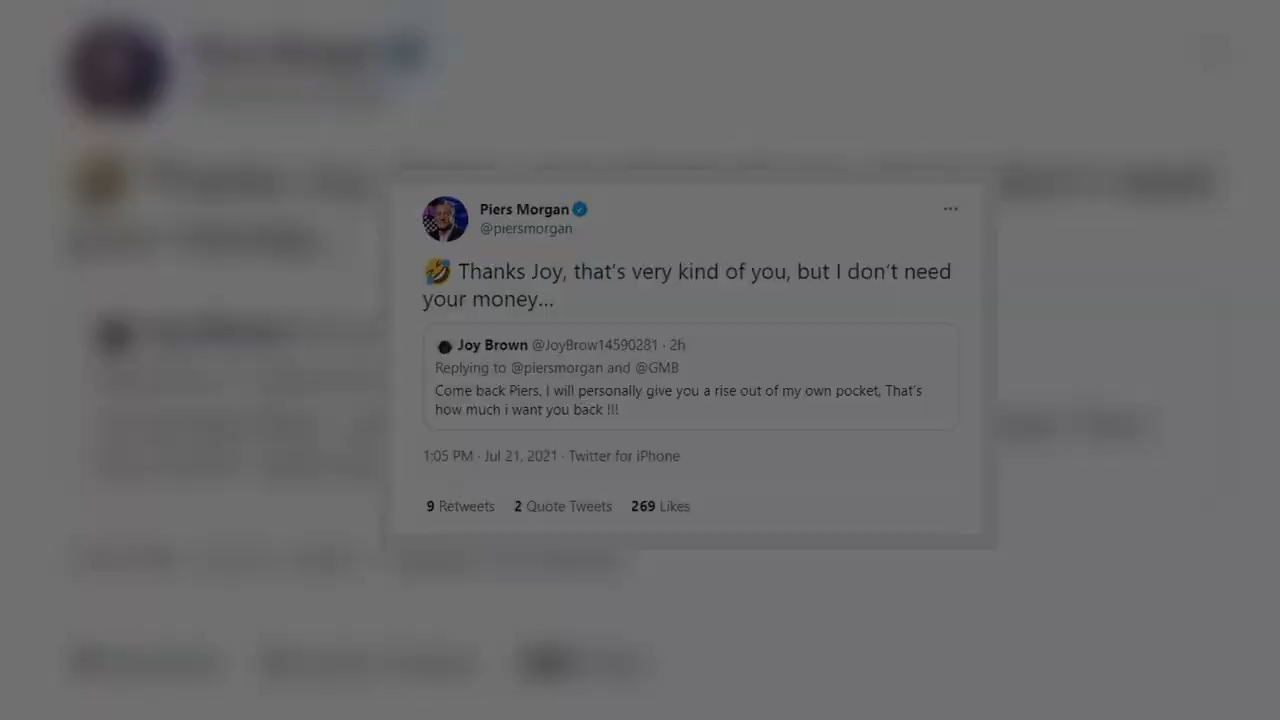 Piers Morgan
@piersmorgan
🤣 Thanks Joy, that's very kind of you, but I don't need
your money...
Joy Brown @JoyBrow14590281 · 2h
Replying to @piersmorgan and @GMB
Come back Piers. I will personally give you a rise out of my own pocket, That's
how much i want you back !!!
1:05 PM · Jul 21, 2021 · Twitter for iPhone
9 Retweets 2 Quote Tweets 269 Likes